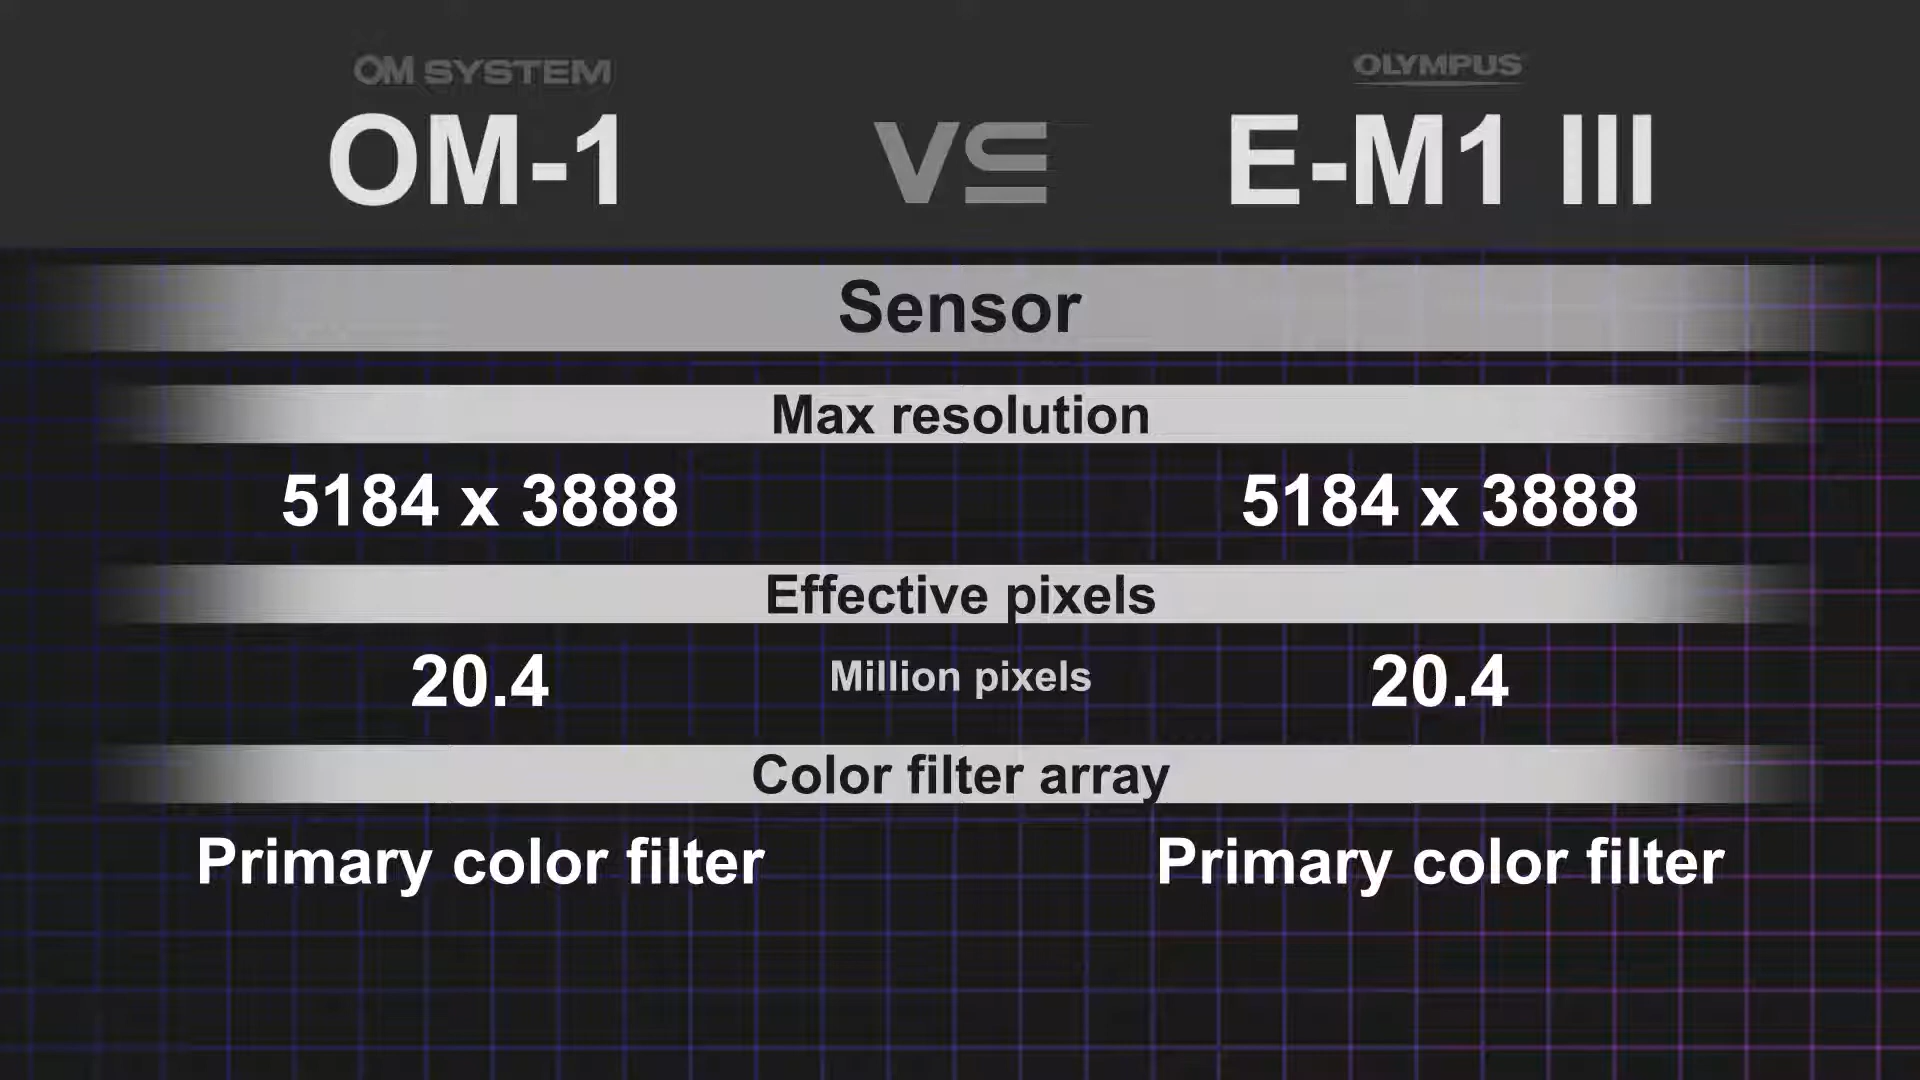 OM SYSTEM
OM-1
VS
OLYMPUS
E-M1 III
Sensor
Max resolution
5184 x 3888
5184 x 3888
Effective pixels
20.4
Million pixels
20.4
Color filter array
Primary color filter
Primary color filter